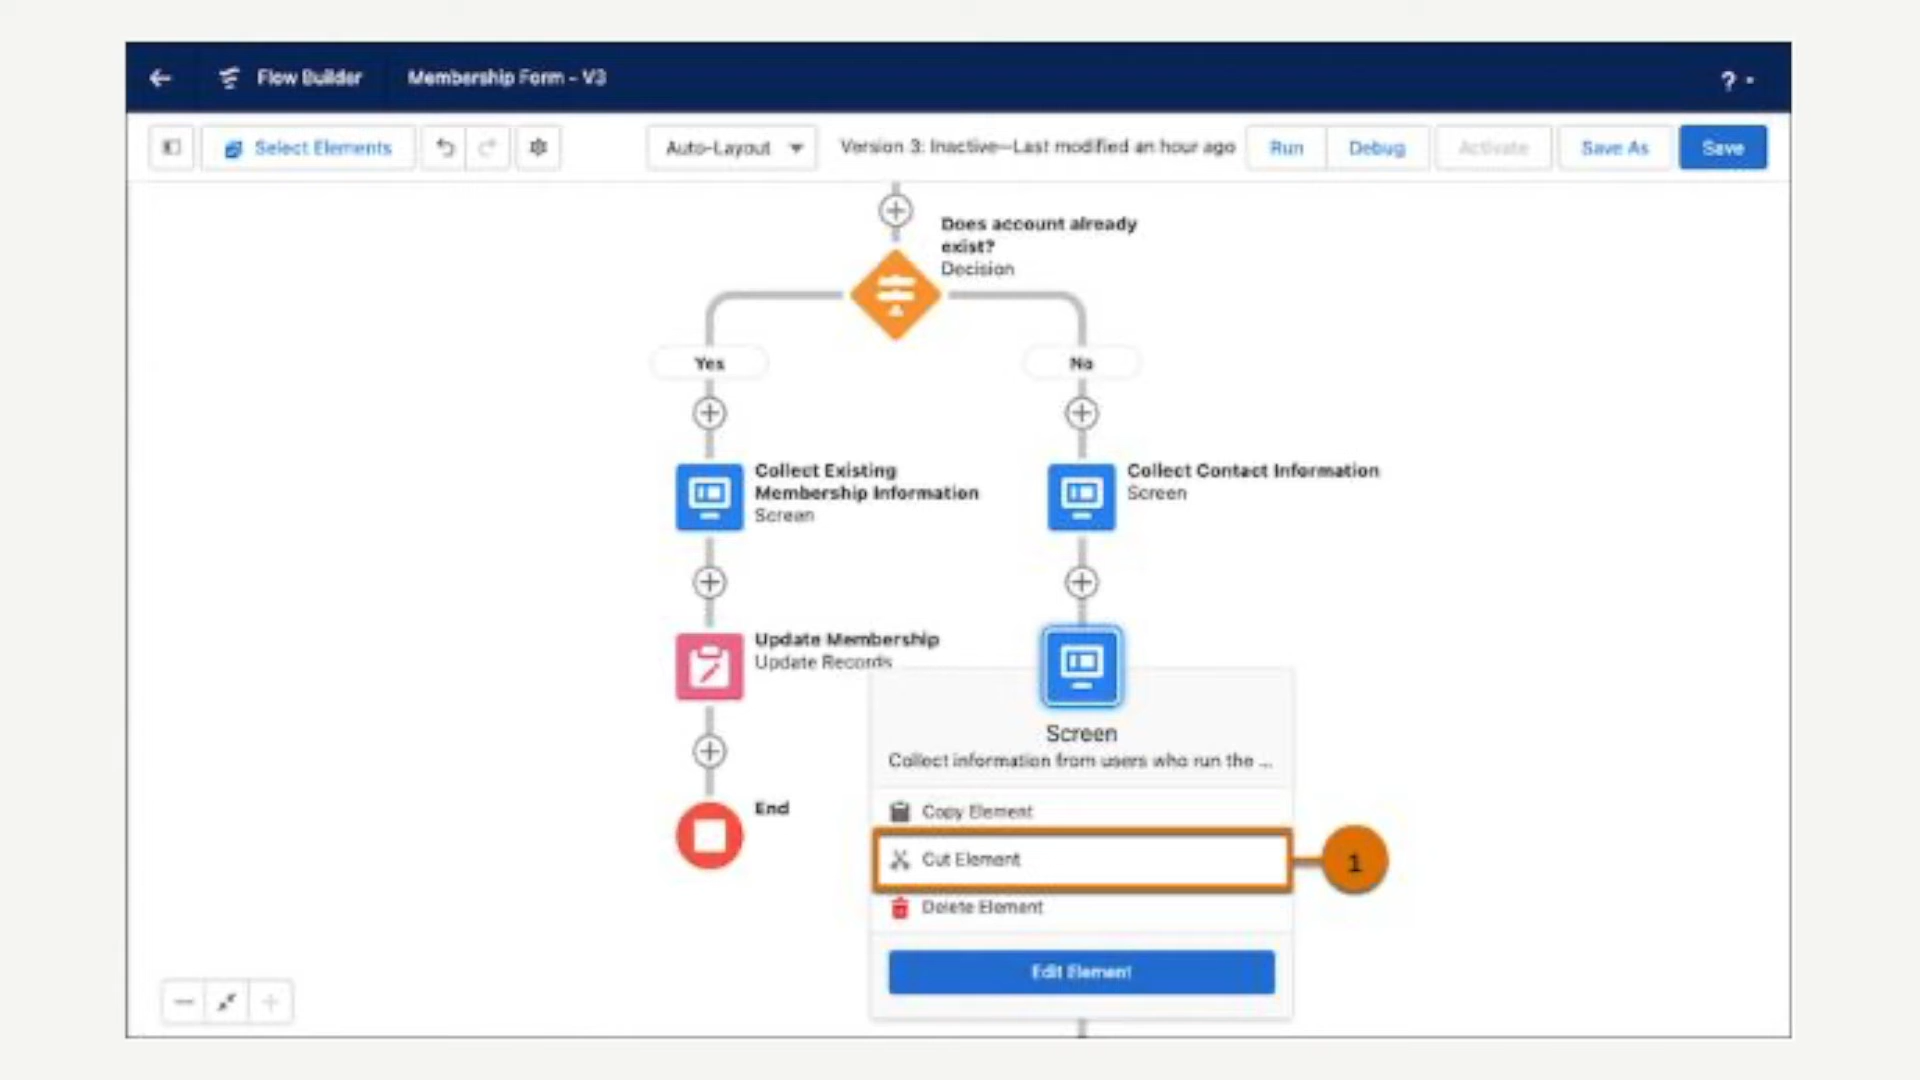 Flow Builder
Membership Form - V3
? 
Select Elements
Auto-Layout
Version 3: Inactive—Last modified an hour ago
Run
Debug
Activate
Save As
Save
Does account already
exist?
Decision
Yes
No
Collect Existing
Membership Information
Screen
Collect Contact Information
Screen
Update Membership
Update Records
Screen
Collect information from users who run the ...
End
Copy Element
Cut Element
1
Delete Element
Edit Element